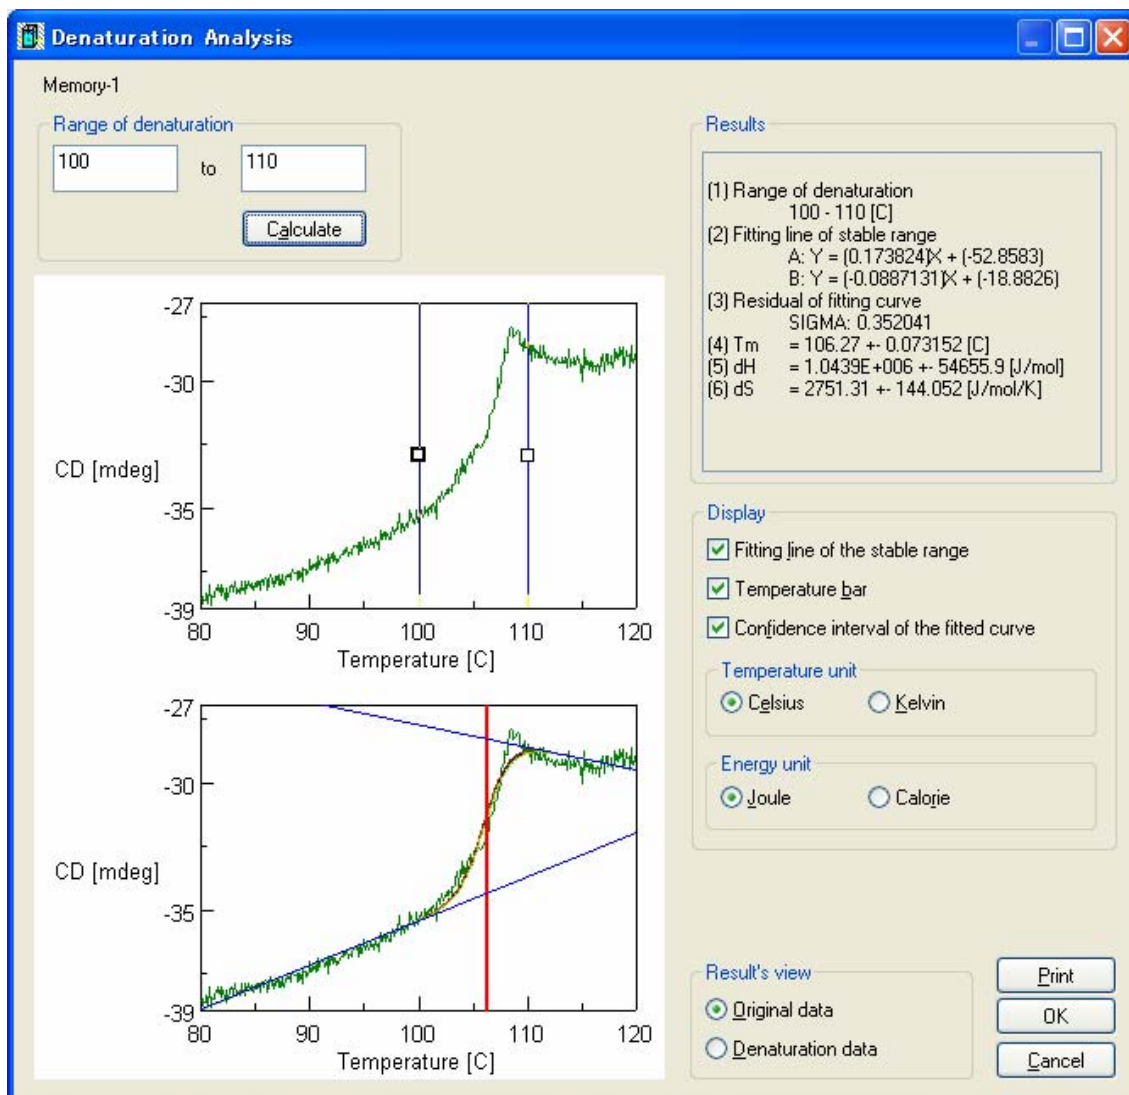 Denaturation Analysis
Memory-1
Range of denaturation
100 to 110
Calculate
-27
-30
-35
-39
CD [mdeg]
80 90 100 110 120
Temperature [C]
-27
-30
-35
-39
CD [mdeg]
80 90 100 110 120
Temperature [C]
Results
(1) Range of denaturation
100 - 110 [C]
(2) Fitting line of stable range
A: Y = (0.173824)X + (-52.8583)
B: Y = (-0.0887131)X + (-18.8826)
(3) Residual of fitting curve
SIGMA: 0.352041
(4) Tm = 106.27 +- 0.073152 [C]
(5) dH = 1.0439E+006 +- 54655.9 [J/mol]
(6) dS = 2751.31 +- 144.052 [J/mol/K]
Display
Fitting line of the stable range
Temperature bar
Confidence interval of the fitted curve
Temperature unit
Celsius Kelvin
Energy unit
Joule Calorie
Result's view
Original data
Denaturation data
Print
OK
Cancel